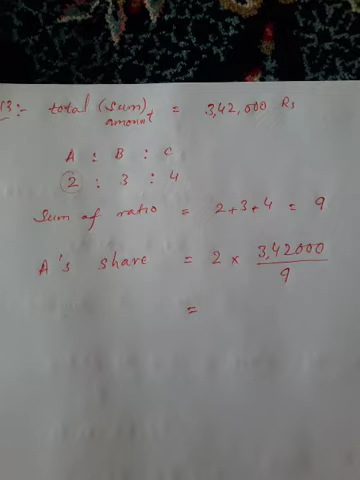 13:- total (sum) amount = 3,42,000 Rs
A : B : C
2 : 3 : 4
Sum of ratio = 2+3+4 = 9
A's share = 2 × 3,42000 / 9
=